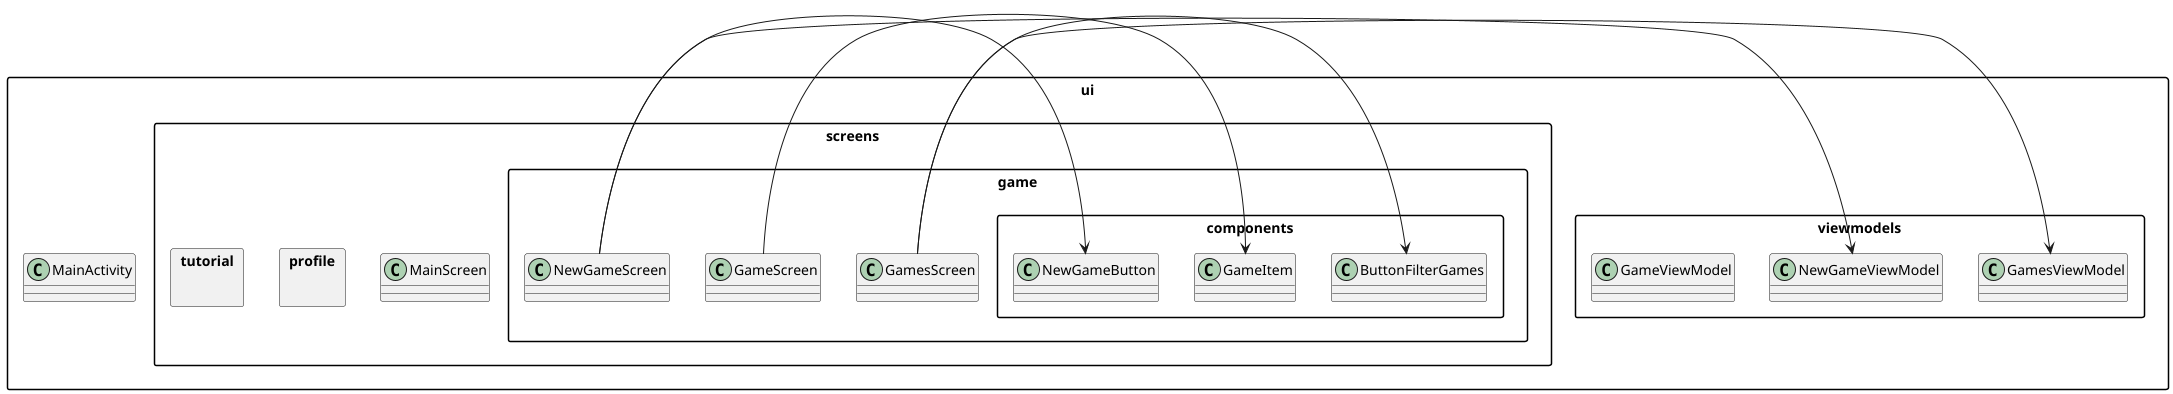 ui
screens
game
components
viewmodels
tutorial
profile
C MainActivity
C MainScreen
C NewGameScreen
C GameScreen
C GamesScreen
C NewGameButton
C GameItem
C ButtonFilterGames
C GameViewModel
C NewGameViewModel
C GamesViewModel